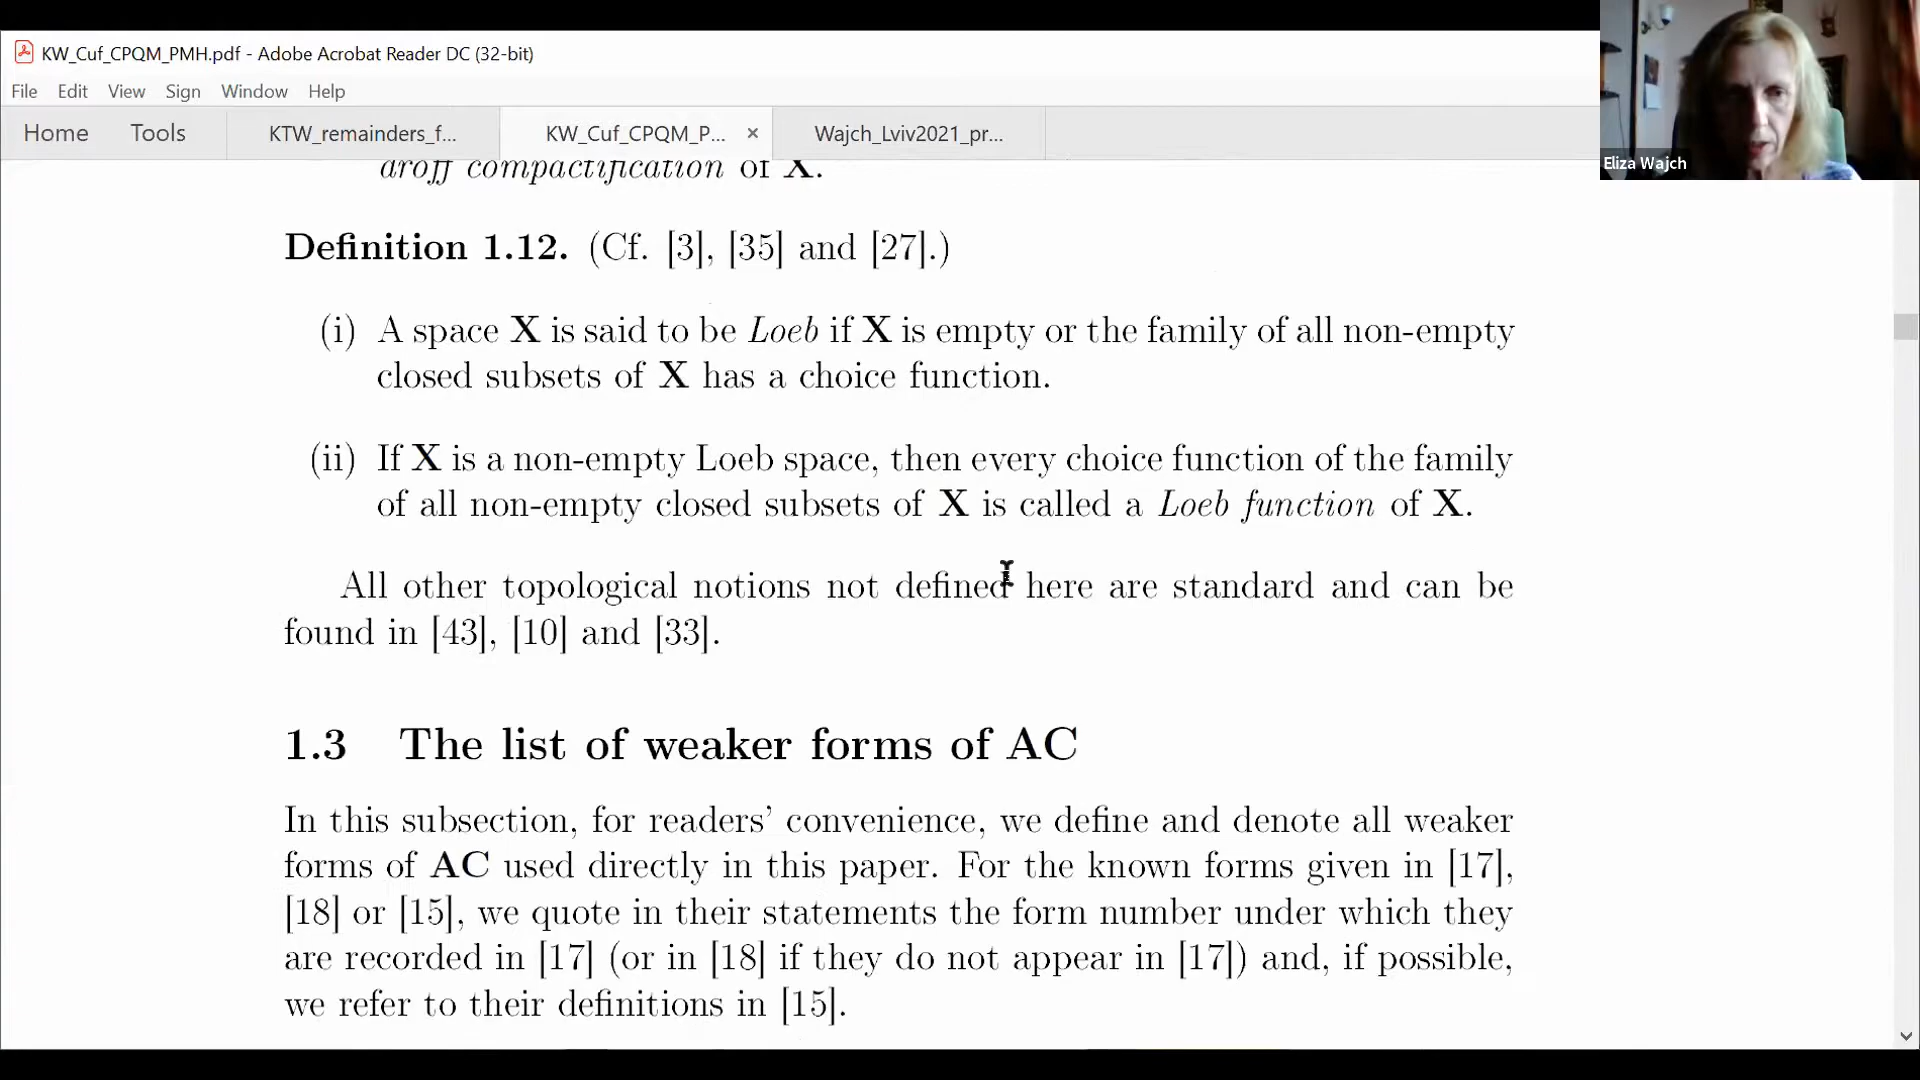 KW_Cuf_CPQM_PMH.pdf - Adobe Acrobat Reader DC (32-bit)
File Edit View Sign Window Help
Home Tools KTW_remainders_f... KW_Cuf_CPQM_P... × Wajch_Lviv2021_pr...
Eliza Wajch
aroff compactification of X.
Definition 1.12. (Cf. [3], [35] and [27].)
(i) A space X is said to be Loeb if X is empty or the family of all non-empty
closed subsets of X has a choice function.
(ii) If X is a non-empty Loeb space, then every choice function of the family
of all non-empty closed subsets of X is called a Loeb function of X.
All other topological notions not defined here are standard and can be
found in [43], [10] and [33].
1.3 The list of weaker forms of AC
In this subsection, for readers' convenience, we define and denote all weaker
forms of AC used directly in this paper. For the known forms given in [17],
[18] or [15], we quote in their statements the form number under which they
are recorded in [17] (or in [18] if they do not appear in [17]) and, if possible,
we refer to their definitions in [15].